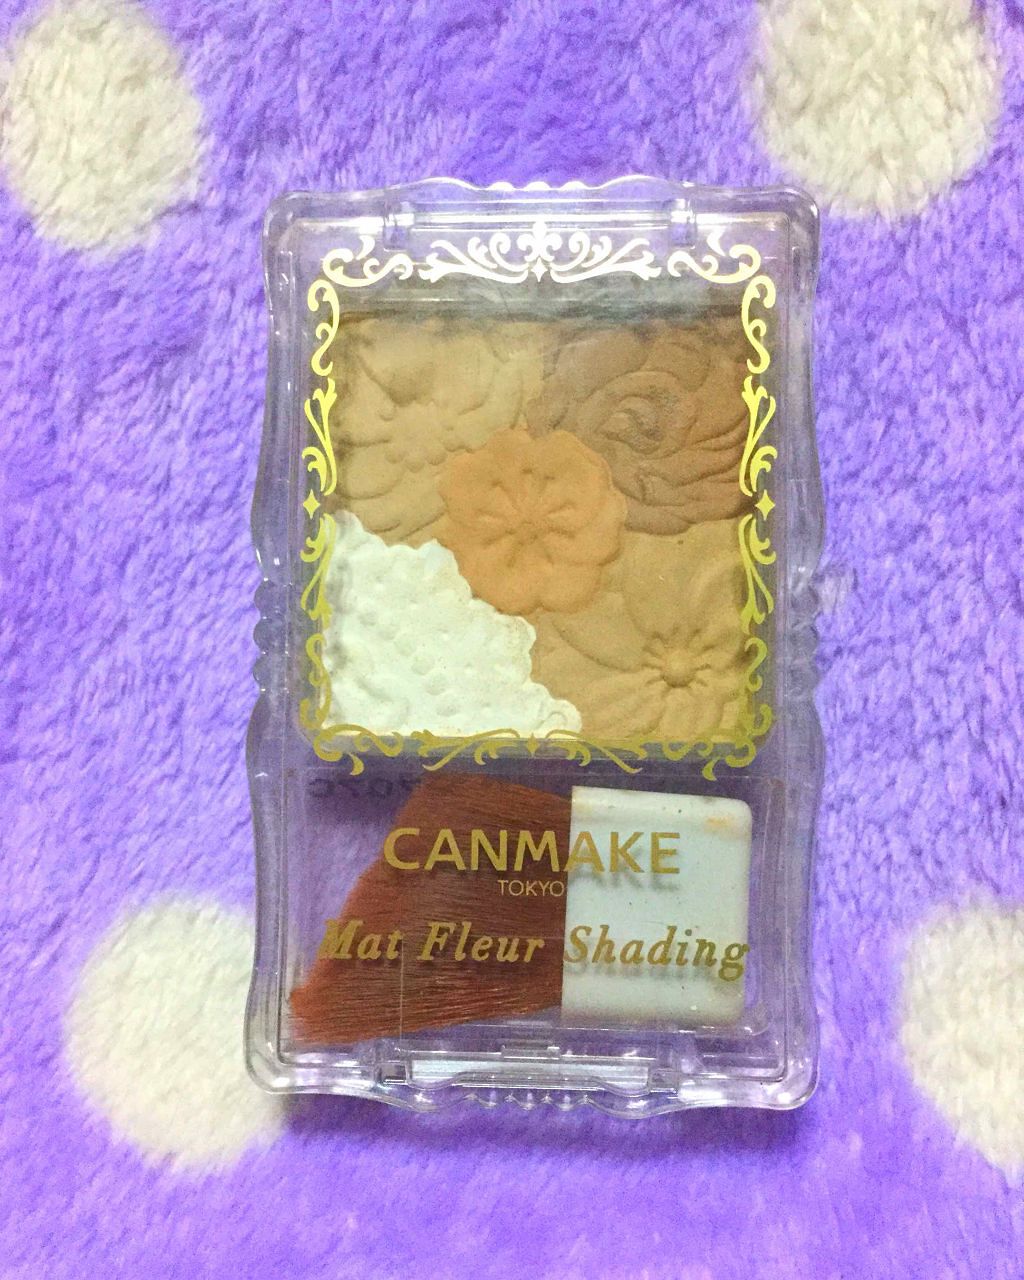 CANMAKE
TOKYO
Mat Fleur Shading